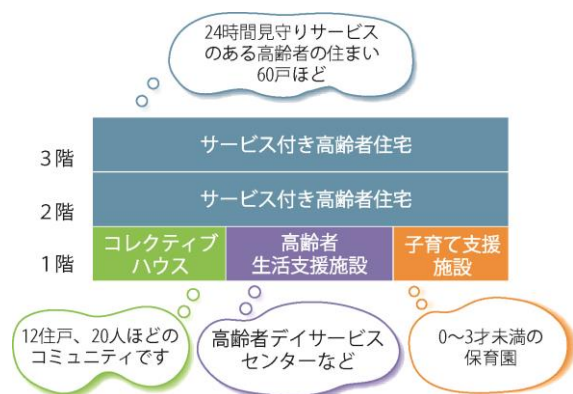 24時間見守りサービス
のある高齢者の住まい
60戸ほど
3階
サービス付き高齢者住宅
2階
サービス付き高齢者住宅
1階
コレクティブ
ハウス
高齢者
生活支援施設
子育て支援
施設
12住戸、20人ほどの
コミュニティです
高齢者デイサービス
センターなど
0〜3才未満の
保育園